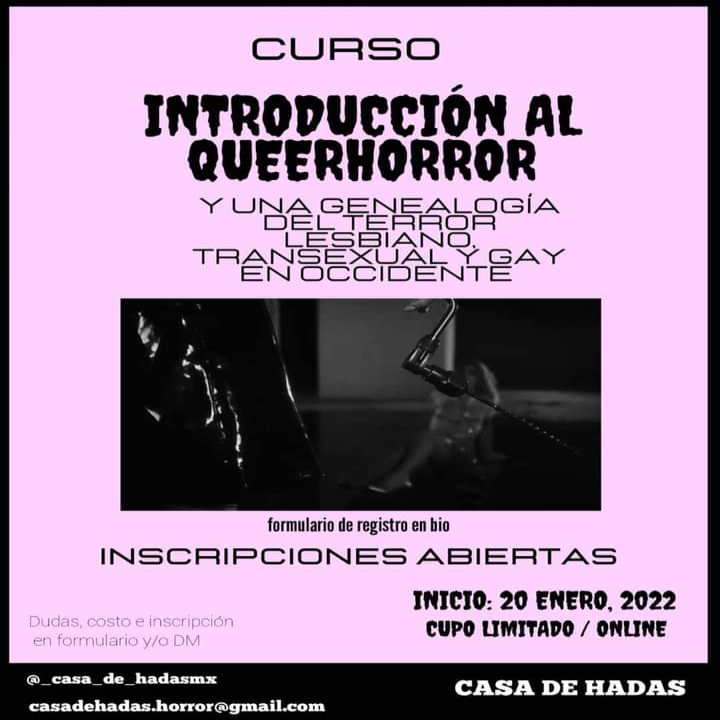 CURSO
INTRODUCCIÓN AL
QUEERHORROR
Y UNA GENEALOGÍA
DEL TERROR
LESBIANO,
TRANSEXUAL Y GAY
EN OCCIDENTE
formulario de registro en bio
INSCRIPCIONES ABIERTAS
INICIO: 20 ENERO, 2022
CUPO LIMITADO / ONLINE
Dudas, costo e inscripción
en formulario y/o DM
@_casa_de_hadasmx
casadehadas.horror@gmail.com
CASA DE HADAS